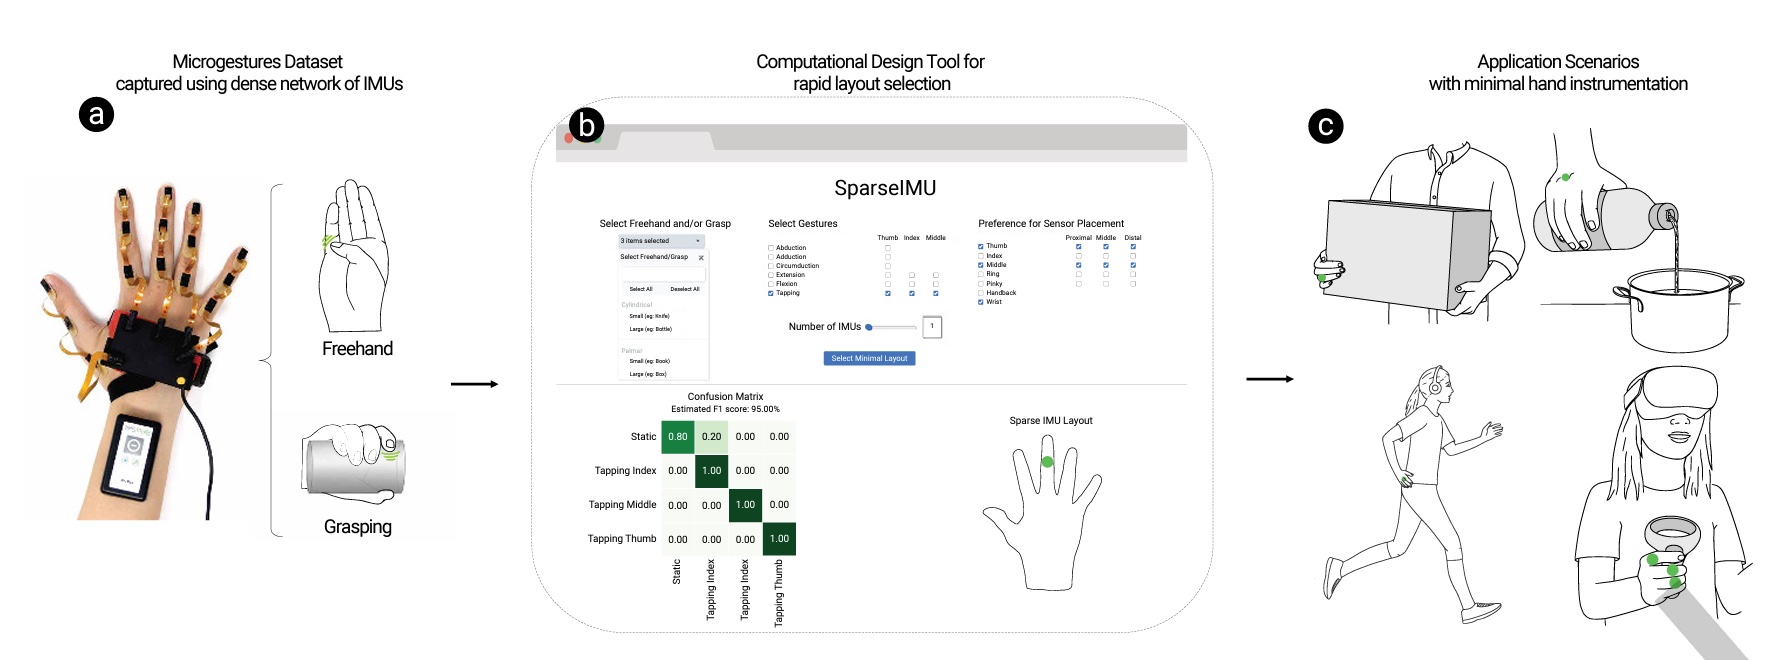 Microgestures Dataset
captured using dense network of IMUs
a
Freehand
Grasping
Computational Design Tool for
rapid layout selection
b
SparseIMU
Select Freehand and/or Grasp
3 items selected
Select Freehand/Grasp
Select All Deselect All
Cylindrical
Small (eg: Knife)
Large (eg: Bottle)
Palmar
Small (eg: Book)
Large (eg: Box)
Select Gestures
Thumb Index Middle
Abduction
Adduction
Circumduction
Extension
Flexion
Tapping
Preference for Sensor Placement
Proximal Middle Distal
Thumb
Index
Middle
Ring
Pinky
Handback
Wrist
Number of IMUs 1
Select Minimal Layout
Confusion Matrix
Estimated F1 score: 95.00%
Static 0.80 0.20 0.00 0.00
Tapping Index 0.00 1.00 0.00 0.00
Tapping Middle 0.00 0.00 1.00 0.00
Tapping Thumb 0.00 0.00 0.00 1.00
Static
Tapping Index
Tapping Index
Tapping Thumb
Sparse IMU Layout
Application Scenarios
with minimal hand instrumentation
c